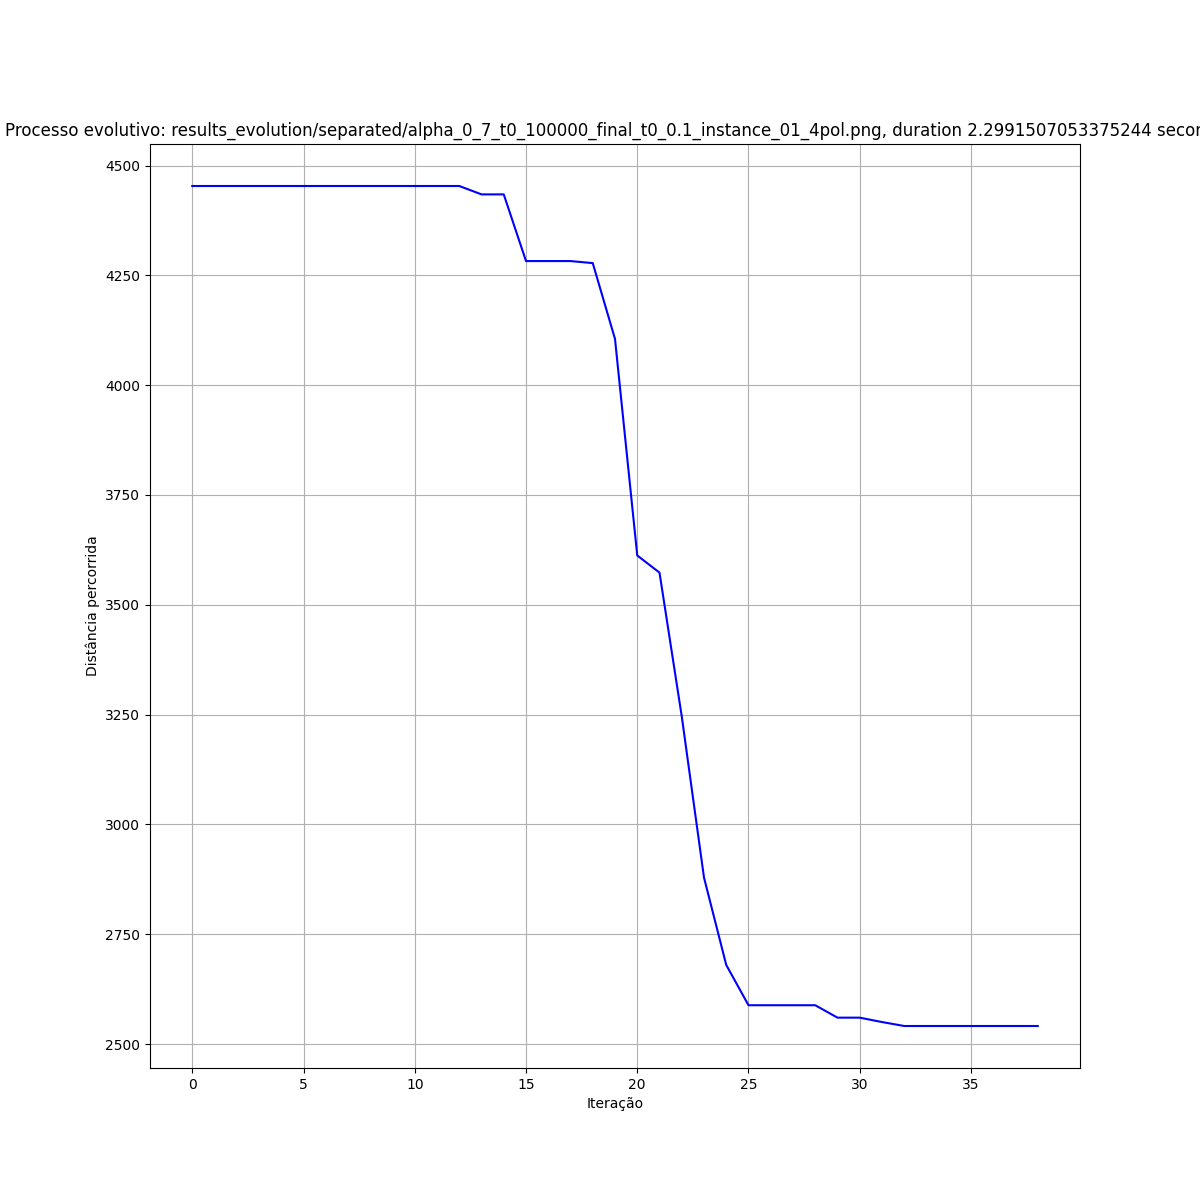 Processo evolutivo: results_evolution/separated/alpha_0_7_t0_100000_final_t0_0.1_instance_01_4pol.png, duration 2.2991507053375244
4500
4250
4000
3750
3500
3250
3000
2750
2500
Distância percorrida
0 5 10 15 20 25 30 35
Iteração